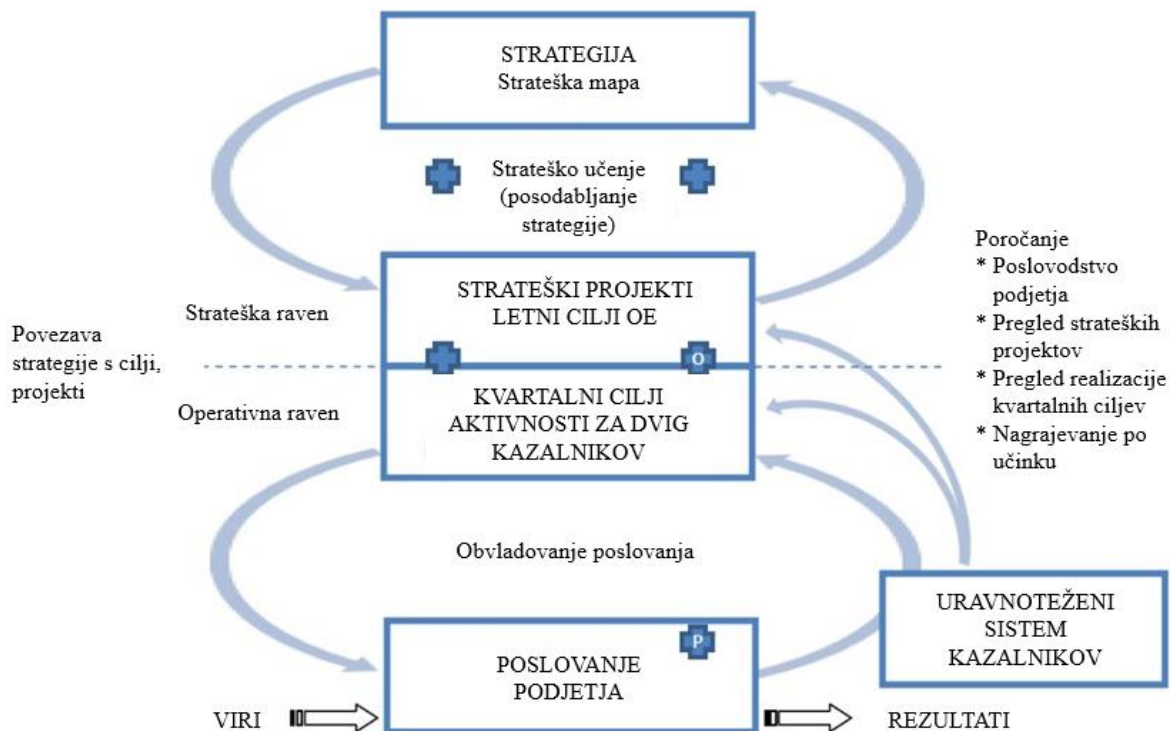 STRATEGIJA
Strateška mapa
Strateško učenje
(posodabljanje
strategije)
Poročanje
* Poslovodstvo
podjetja
* Pregled strateških
projektov
* Pregled realizacije
kvartalnih ciljev
* Nagrajevanje po
učinku
STRATEŠKI PROJEKTI
LETNI CILJI OE
Strateška raven
Povezava
strategije s cilji,
projekti
O
Operativna raven
KVARTALNI CILJI
AKTIVNOSTI ZA DVIG
KAZALNIKOV
Obvladovanje poslovanja
URAVNOTEŽENI
SISTEM
KAZALNIKOV
P
POSLOVANJE
PODJETJA
VIRI
REZULTATI